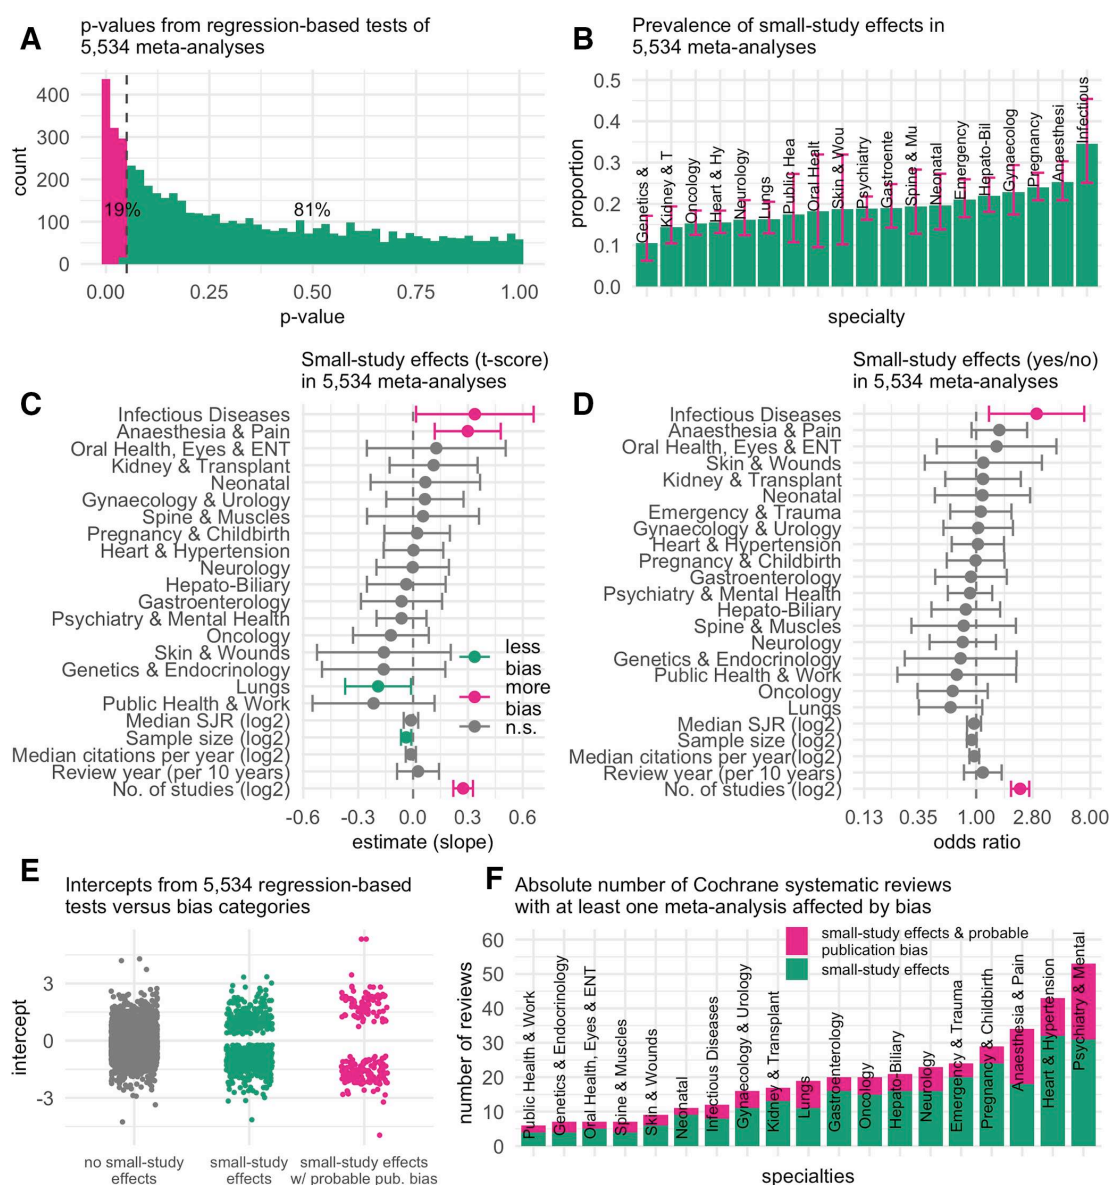 A
p-values from regression-based tests of
5,534 meta-analyses
count
400
300
200
100
0
19%
81%
0.00
0.25
0.50
0.75
1.00
p-value
B
Prevalence of small-study effects in
5,534 meta-analyses
proportion
0.5
0.4
0.3
0.2
0.1
0.0
Genetics &
Kidney & T
Oncology
Heart & Hy
Neurology
Lungs
Public Hea
Oral Healt
Skin & Wou
Psychiatry
Gastroente
Spine & Mu
Neonatal
Emergency
Hepato-Bil
Gynaecolog
Pregnancy
Anaesthesi
Infectious
specialty
C
Small-study effects (t-score)
in 5,534 meta-analyses
Infectious Diseases
Anaesthesia & Pain
Oral Health, Eyes & ENT
Kidney & Transplant
Neonatal
Gynaecology & Urology
Spine & Muscles
Pregnancy & Childbirth
Heart & Hypertension
Neurology
Hepato-Biliary
Gastroenterology
Psychiatry & Mental Health
Oncology
Skin & Wounds
Genetics & Endocrinology
Lungs
Public Health & Work
Median SJR (log2)
Sample size (log2)
Median citations per year (log2)
Review year (per 10 years)
No. of studies (log2)
less
bias
more
bias
n.s.
-0.6
-0.3
0.0
0.3
0.6
estimate (slope)
D
Small-study effects (yes/no)
in 5,534 meta-analyses
Infectious Diseases
Anaesthesia & Pain
Oral Health, Eyes & ENT
Skin & Wounds
Kidney & Transplant
Neonatal
Emergency & Trauma
Gynaecology & Urology
Heart & Hypertension
Pregnancy & Childbirth
Gastroenterology
Psychiatry & Mental Health
Hepato-Biliary
Spine & Muscles
Neurology
Genetics & Endocrinology
Public Health & Work
Oncology
Lungs
Median SJR (log2)
Sample size (log2)
Median citations per year(log2)
Review year (per 10 years)
No. of studies (log2)
0.13
0.35
1.00
2.80
8.00
odds ratio
E
Intercepts from 5,534 regression-based
tests versus bias categories
intercept
3
0
-3
no small-study
effects
small-study
effects
small-study effects
w/ probable pub. bias
F
Absolute number of Cochrane systematic reviews
with at least one meta-analysis affected by bias
small-study effects & probable
publication bias
small-study effects
number of reviews
60
50
40
30
20
10
0
Public Health & Work
Genetics & Endocrinology
Oral Health, Eyes & ENT
Spine & Muscles
Skin & Wounds
Neonatal
Infectious Diseases
Gynaecology & Urology
Kidney & Transplant
Lungs
Gastroenterology
Oncology
Hepato-Biliary
Neurology
Emergency & Trauma
Pregnancy & Childbirth
Anaesthesia & Pain
Heart & Hypertension
Psychiatry & Mental
specialties